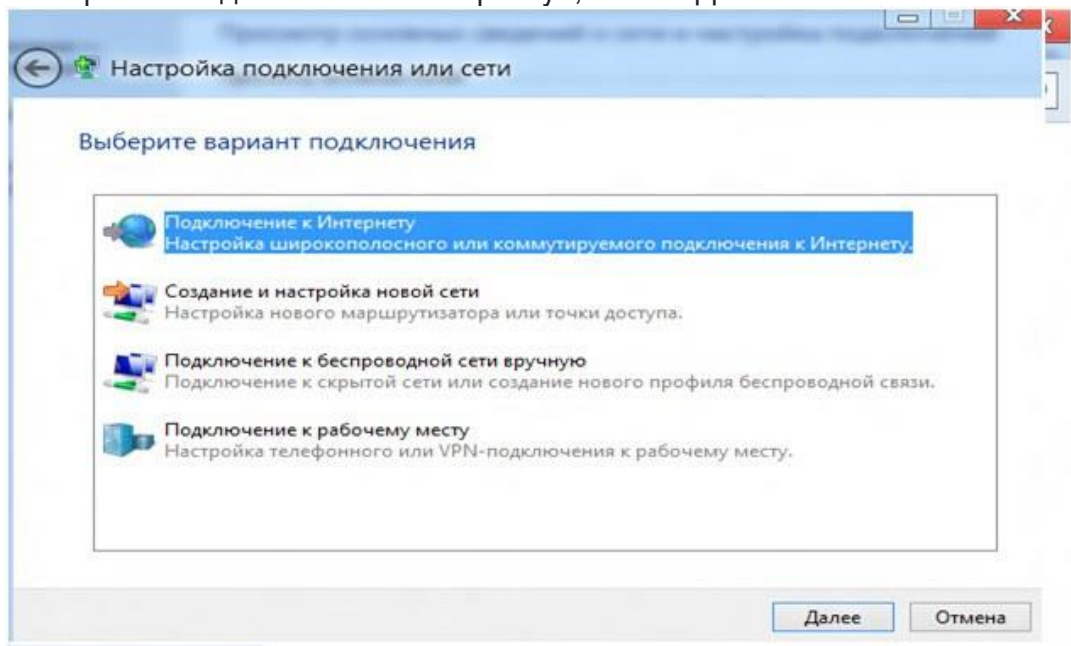 Настройка подключения или сети
Выберите вариант подключения
Подключение к Интернету
Настройка широкополосного или коммутируемого подключения к Интернету.
Создание и настройка новой сети
Настройка нового маршрутизатора или точки доступа.
Подключение к беспроводной сети вручную
Подключение к скрытой сети или создание нового профиля беспроводной связи.
Подключение к рабочему месту
Настройка телефонного или VPN-подключения к рабочему месту.
Далее Отмена